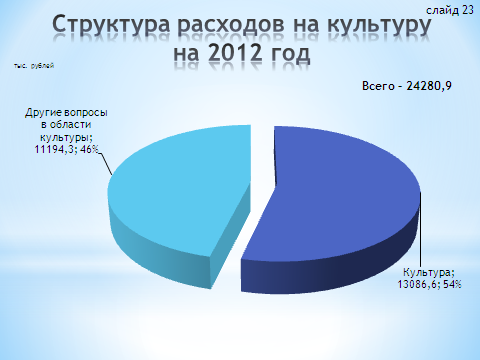 слайд 23
Структура расходов на культуру
на 2012 год
тыс. рублей
Всего - 24280,9
Другие вопросы
в области
культуры;
11194,3; 46%
Культура;
13086,6; 54%